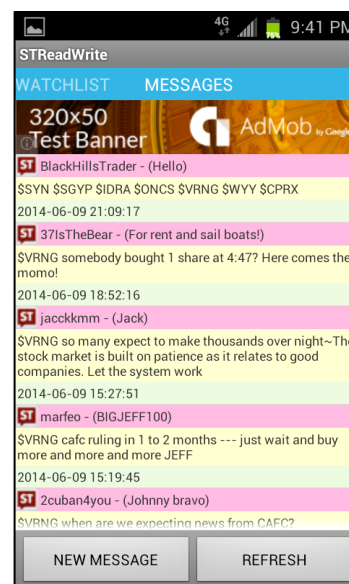 4G 76% 9:41 PM
STReadWrite
WATCHLIST MESSAGES
320×50
Test Banner
AdMob by Google
ST BlackHillsTrader - (Hello)
$SYN $SGYP $IDRA $ONCS $VRNG $WYY $CPRX
2014-06-09 21:09:17
ST 37IsTheBear - (For rent and sail boats!)
$VRNG somebody bought 1 share at 4:47? Here comes the
momo!
2014-06-09 18:52:16
ST jacckkmm - (Jack)
$VRNG so many expect to make thousands over night~The
stock market is built on patience as it relates to good
companies. Let the system work
2014-06-09 15:27:51
ST marfeo - (BIGJEFF100)
$VRNG cafc ruling in 1 to 2 months --- just wait and buy
more and more and more JEFF
2014-06-09 15:19:45
ST 2cuban4you - (Johnny bravo)
$VRNG when are we expecting news from CAFC?
NEW MESSAGE REFRESH